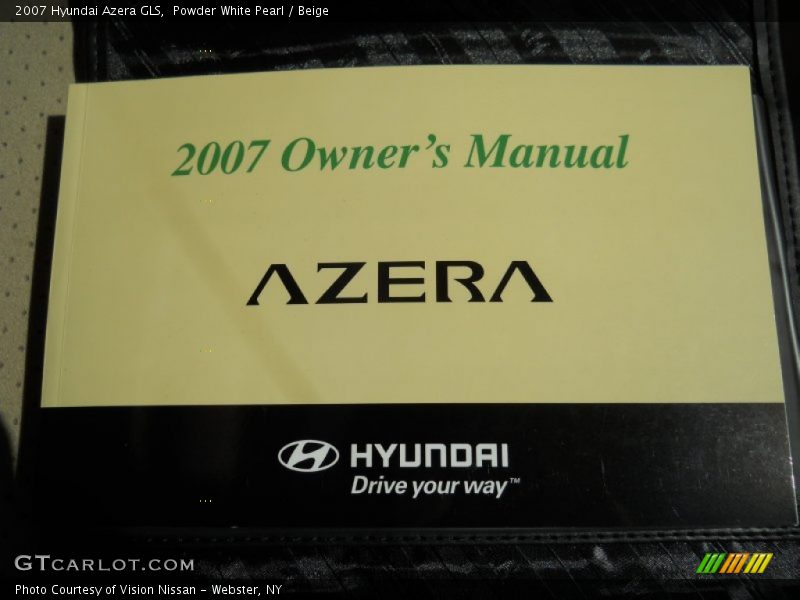 2007 Hyundai Azera GLS,  Powder White Pearl / Beige
2007 Owner's Manual
AZERA
HYUNDAI
Drive your way™
GTCARLOT.COM
Photo Courtesy of Vision Nissan - Webster, NY